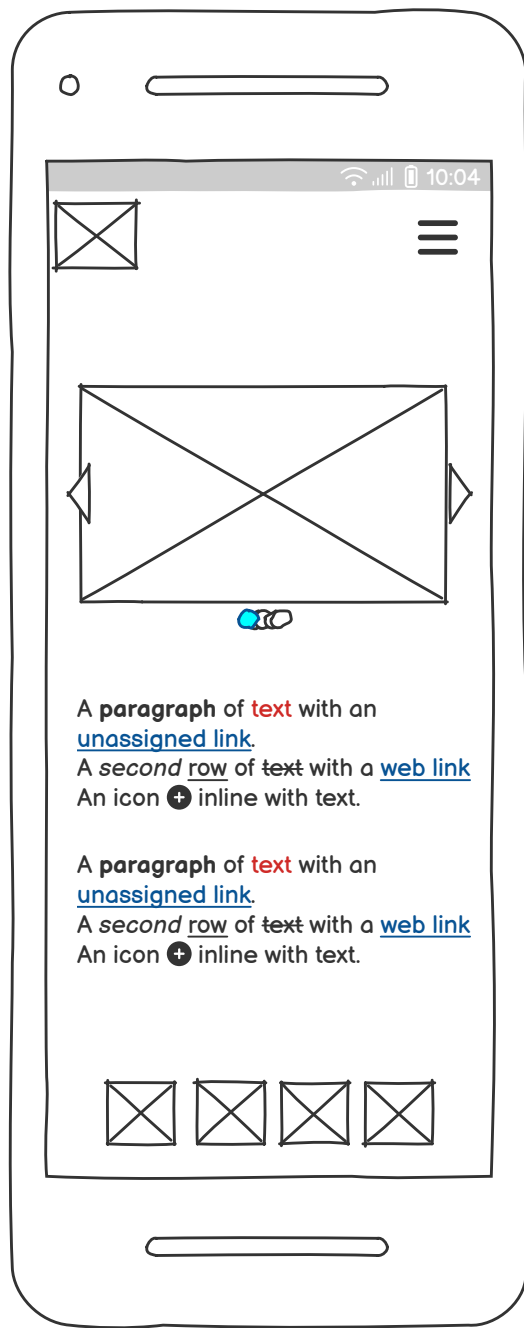 10:04
A paragraph of text with an
unassigned link.
A second row of text with a web link
An icon + inline with text.
A paragraph of text with an
unassigned link.
A second row of text with a web link
An icon + inline with text.